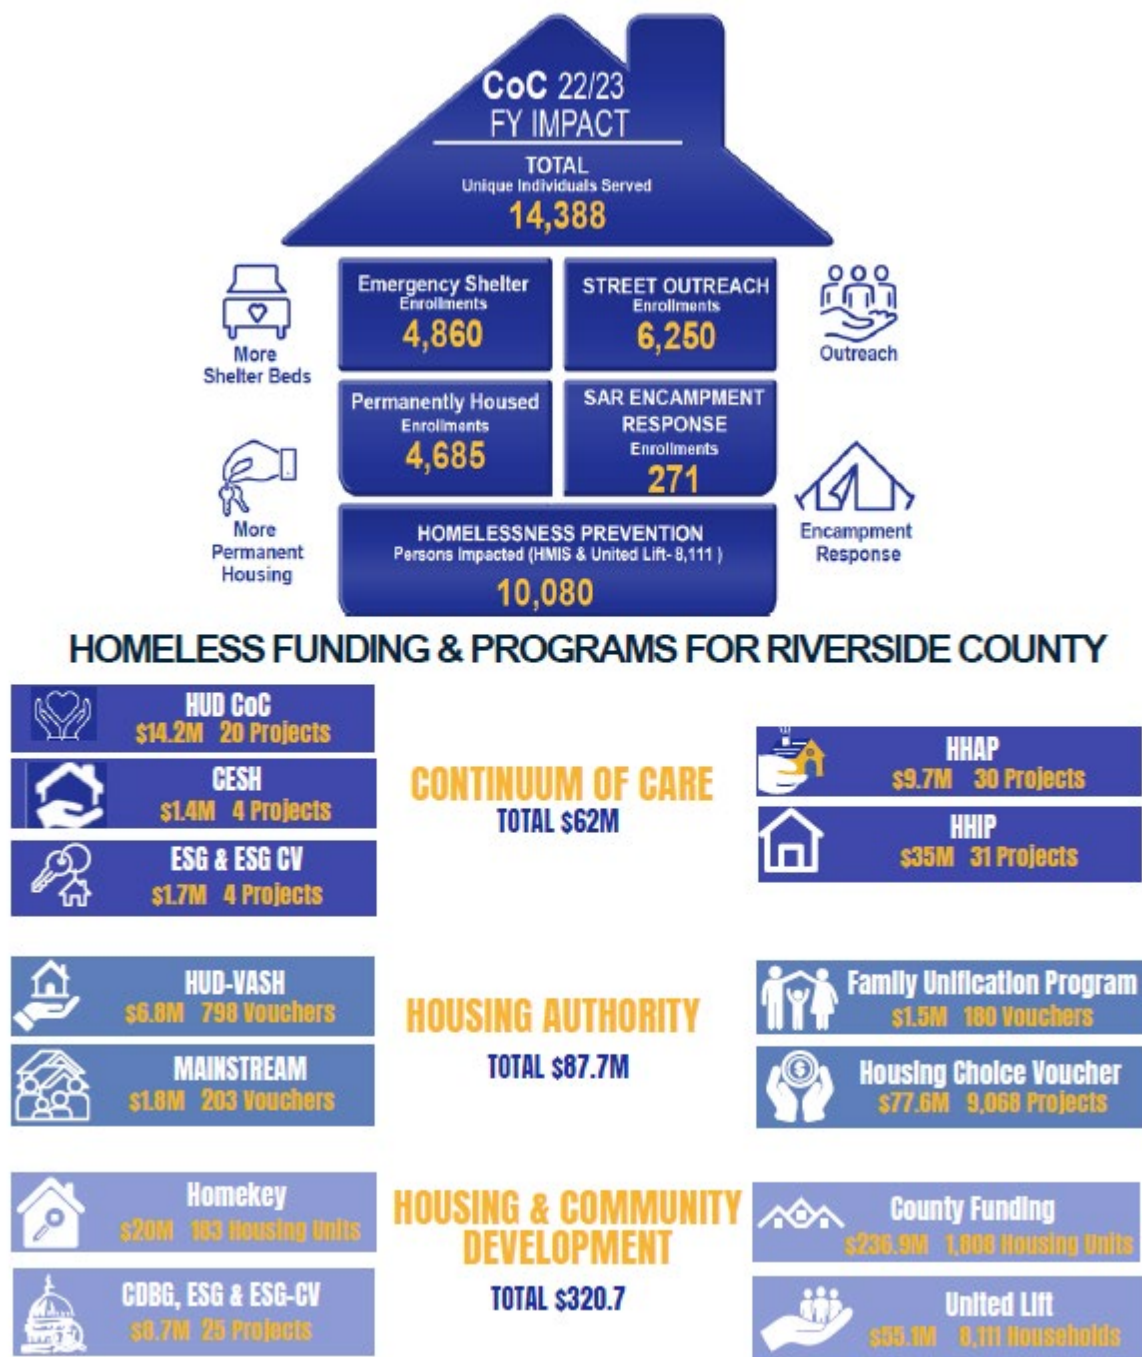 CoC 22/23
FY IMPACT
TOTAL
Unique Individuals Served
14,388
More
Shelter Beds
Emergency Shelter
Enrollments
4,860
STREET OUTREACH
Enrollments
6,250
Outreach
More
Permanent
Housing
Permanently Housed
Enrollments
4,685
SAR ENCAMPMENT
RESPONSE
Enrollments
271
Encampment
Response
HOMELESSNESS PREVENTION
Persons Impacted (HMIS & United Lift- 8,111 )
10,080
HOMELESS FUNDING & PROGRAMS FOR RIVERSIDE COUNTY
HUD CoC
$14.2M 20 Projects
CESH
$1.4M 4 Projects
ESG & ESG CV
$1.7M 4 Projects
CONTINUUM OF CARE
TOTAL $62M
HHAP
$9.7M 30 Projects
HHIP
$35M 31 Projects
HUD-VASH
$6.8M 798 Vouchers
MAINSTREAM
$1.8M 203 Vouchers
HOUSING AUTHORITY
TOTAL $87.7M
Family Unification Program
$1.5M 180 Vouchers
Housing Choice Voucher
$77.6M 9,068 Projects
Homekey
$20M 183 Housing Units
CDBG, ESG & ESG-CV
$8.7M 25 Projects
HOUSING & COMMUNITY
DEVELOPMENT
TOTAL $320.7
County Funding
$236.9M 1,808 Housing Units
United Lift
$55.1M 8,111 Households